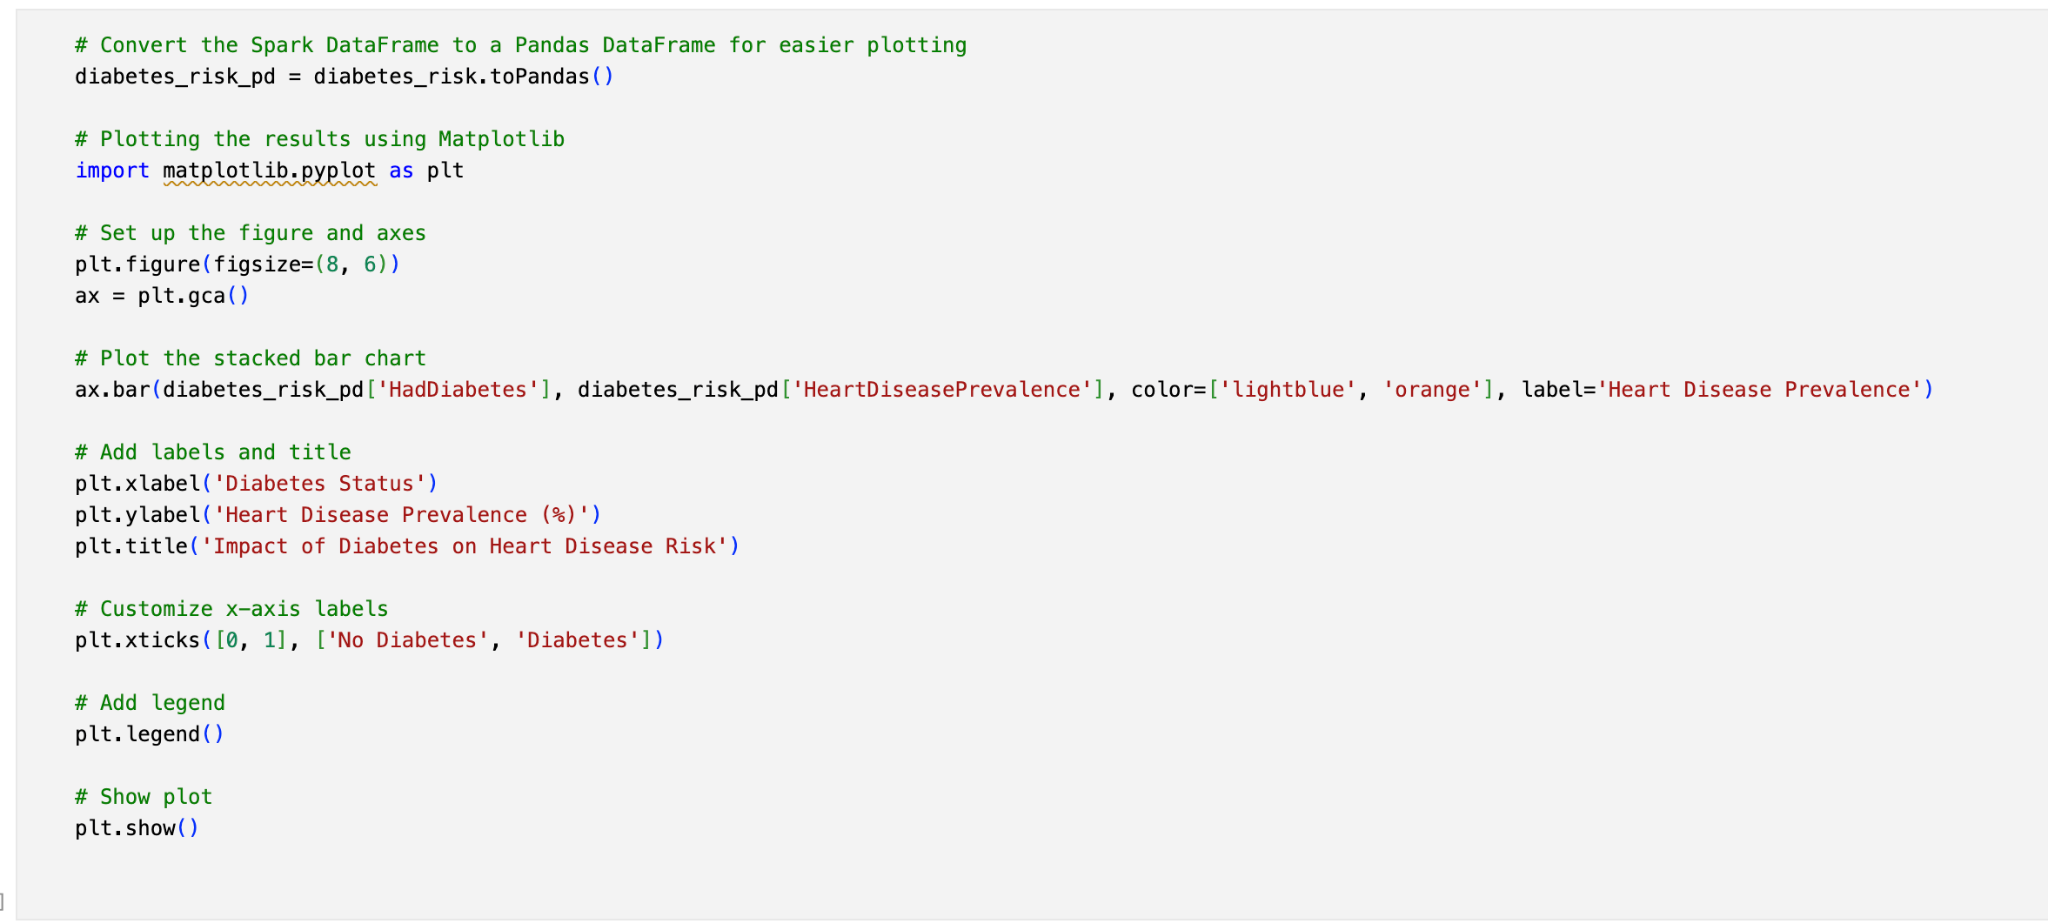 # Convert the Spark DataFrame to a Pandas DataFrame for easier plotting
diabetes_risk_pd = diabetes_risk.toPandas()
# Plotting the results using Matplotlib
import matplotlib.pyplot as plt
# Set up the figure and axes
plt.figure(figsize=(8, 6))
ax = plt.gca()
# Plot the stacked bar chart
ax.bar(diabetes_risk_pd['HadDiabetes'], diabetes_risk_pd['HeartDiseasePrevalence'], color=['lightblue', 'orange'], label='Heart Disease Prevalence')
# Add labels and title
plt.xlabel('Diabetes Status')
plt.ylabel('Heart Disease Prevalence (%)')
plt.title('Impact of Diabetes on Heart Disease Risk')
# Customize x-axis labels
plt.xticks([0, 1], ['No Diabetes', 'Diabetes'])
# Add legend
plt.legend()
# Show plot
plt.show()
]